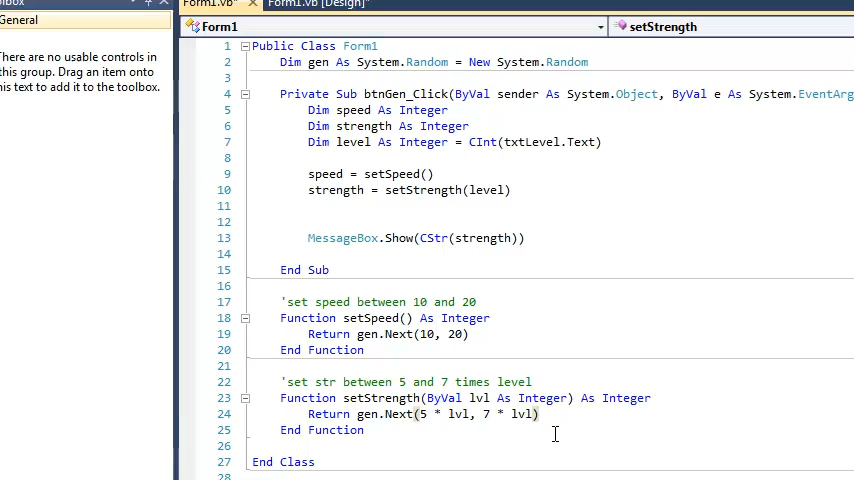 Form1.vb* Form1.vb [Design]*
General
There are no usable controls in
this group. Drag an item onto
this text to add it to the toolbox.
Form1 setStrength
1 Public Class Form1
2 Dim gen As System.Random = New System.Random
3
4 Private Sub btnGen_Click(ByVal sender As System.Object, ByVal e As System.EventArg
5 Dim speed As Integer
6 Dim strength As Integer
7 Dim level As Integer = CInt(txtLevel.Text)
8
9 speed = setSpeed()
10 strength = setStrength(level)
11
12
13 MessageBox.Show(CStr(strength))
14
15 End Sub
16
17 'set speed between 10 and 20
18 Function setSpeed() As Integer
19 Return gen.Next(10, 20)
20 End Function
21
22 'set str between 5 and 7 times level
23 Function setStrength(ByVal lvl As Integer) As Integer
24 Return gen.Next(5 * lvl, 7 * lvl)
25 End Function
26
27 End Class
28